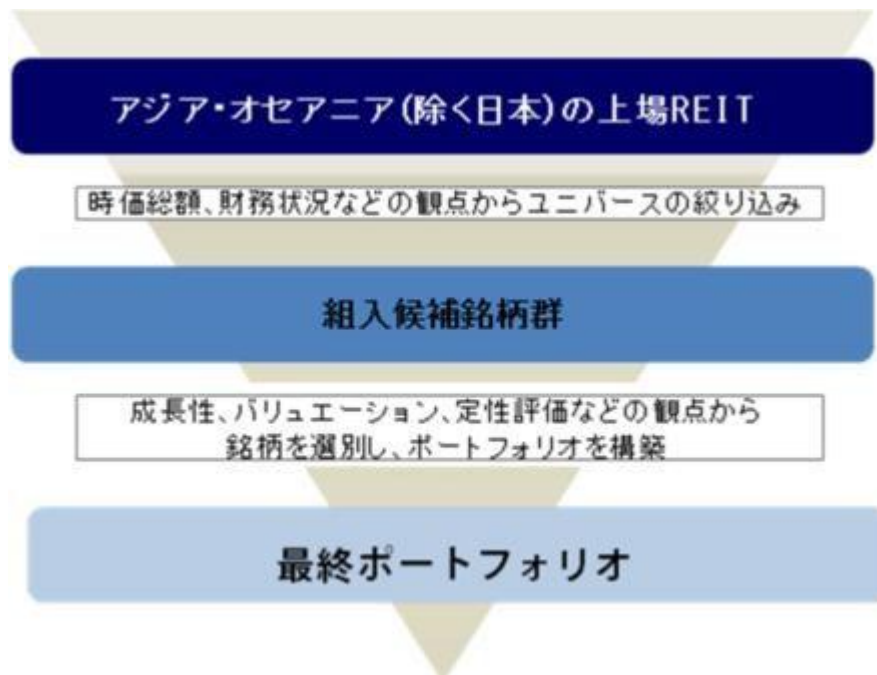 アジア・オセアニア(除く日本)の上場REIT
時価総額、財務状況などの観点からユニバースの絞り込み
組入候補銘柄群
成長性、バリュエーション、定性評価などの観点から
銘柄を選別し、ポートフォリオを構築
最終ポートフォリオ